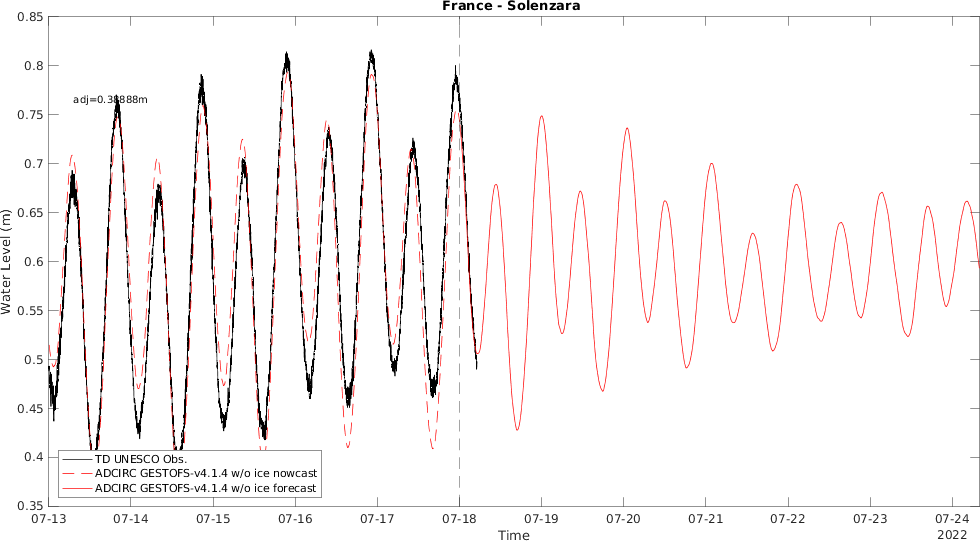 France - Solenzara
0.85
0.8
0.75
0.7
0.65
0.6
0.55
0.5
0.45
0.4
0.35
Water Level (m)
adj=0.38888m
TD UNESCO Obs.
ADCIRC GESTOFS-v4.1.4 w/o ice nowcast
ADCIRC GESTOFS-v4.1.4 w/o ice forecast
07-13 07-14 07-15 07-16 07-17 07-18 07-19 07-20 07-21 07-22 07-23 07-24
Time
2022